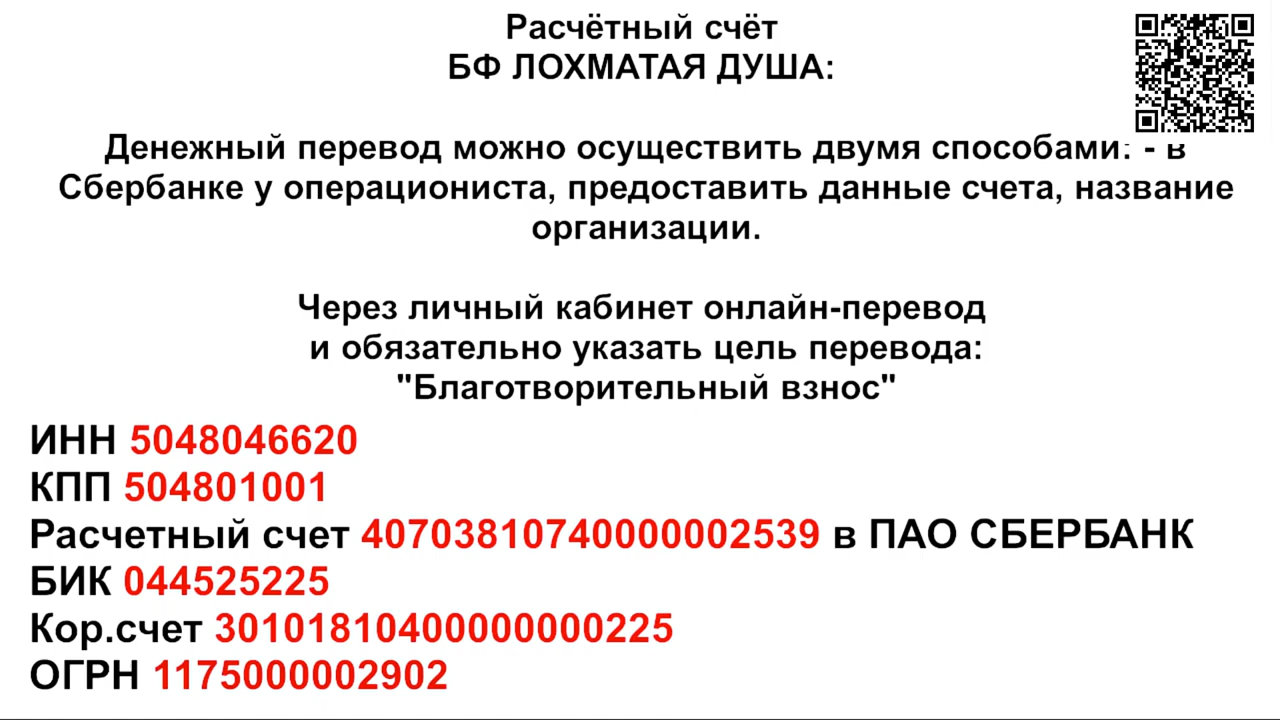 Расчётный счёт
БФ ЛОХМАТАЯ ДУША:
Денежный перевод можно осуществить двумя способами: - в
Сбербанке у операциониста, предоставить данные счета, название
организации.
Через личный кабинет онлайн-перевод
и обязательно указать цель перевода:
"Благотворительный взнос"
ИНН 5048046620
КПП 504801001
Расчетный счет 40703810740000002539 в ПАО СБЕРБАНК
БИК 044525225
Кор.счет 30101810400000000225
ОГРН 1175000002902